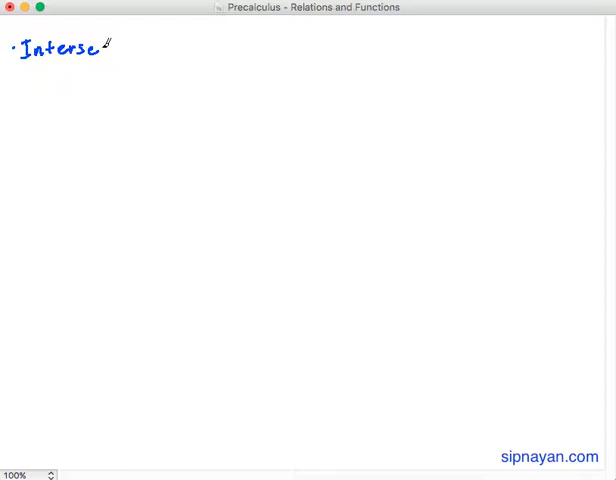 Precalculus - Relations and Functions
· Interse
sipnayan.com
100%